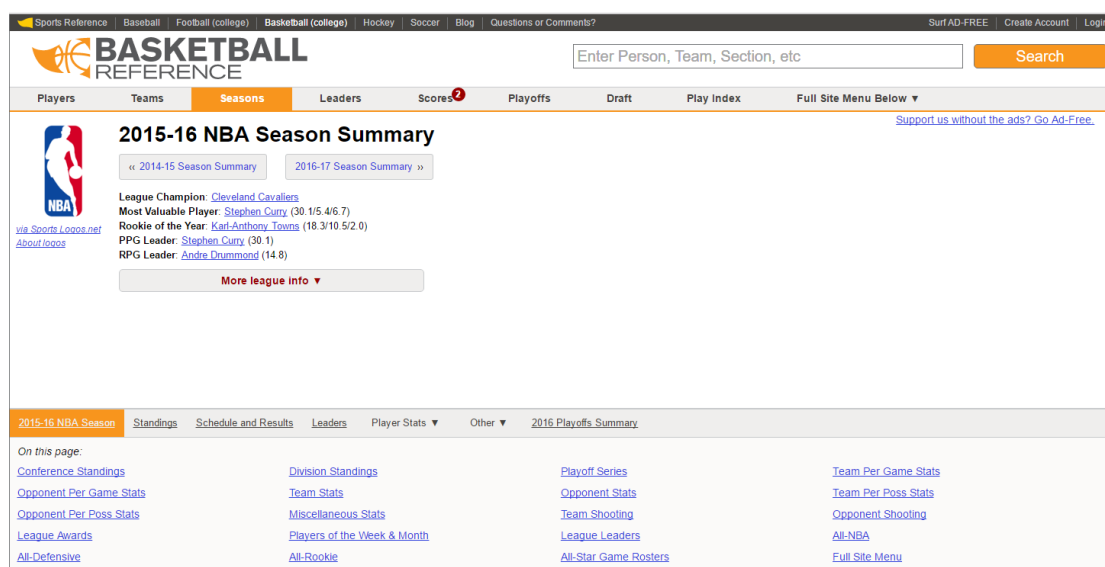 Sports Reference Baseball Football (college) Basketball (college) Hockey Soccer Blog Questions or Comments? Surf AD-FREE Create Account Login
BASKETBALL
REFERENCE
Enter Person, Team, Section, etc Search
Players Teams Seasons Leaders Scores 2 Playoffs Draft Play Index Full Site Menu Below ▼
Support us without the ads? Go Ad-Free.
2015-16 NBA Season Summary
‹‹ 2014-15 Season Summary 2016-17 Season Summary ››
NBA
League Champion: Cleveland Cavaliers
Most Valuable Player: Stephen Curry (30.1/5.4/6.7)
Rookie of the Year: Karl-Anthony Towns (18.3/10.5/2.0)
PPG Leader: Stephen Curry (30.1)
RPG Leader: Andre Drummond (14.8)
via Sports Logos.net
About logos
More league info ▼
2015-16 NBA Season Standings Schedule and Results Leaders Player Stats ▼ Other ▼ 2016 Playoffs Summary
On this page:
Conference Standings Division Standings Playoff Series Team Per Game Stats
Opponent Per Game Stats Team Stats Opponent Stats Team Per Poss Stats
Opponent Per Poss Stats Miscellaneous Stats Team Shooting Opponent Shooting
League Awards Players of the Week & Month League Leaders All-NBA
All-Defensive All-Rookie All-Star Game Rosters Full Site Menu